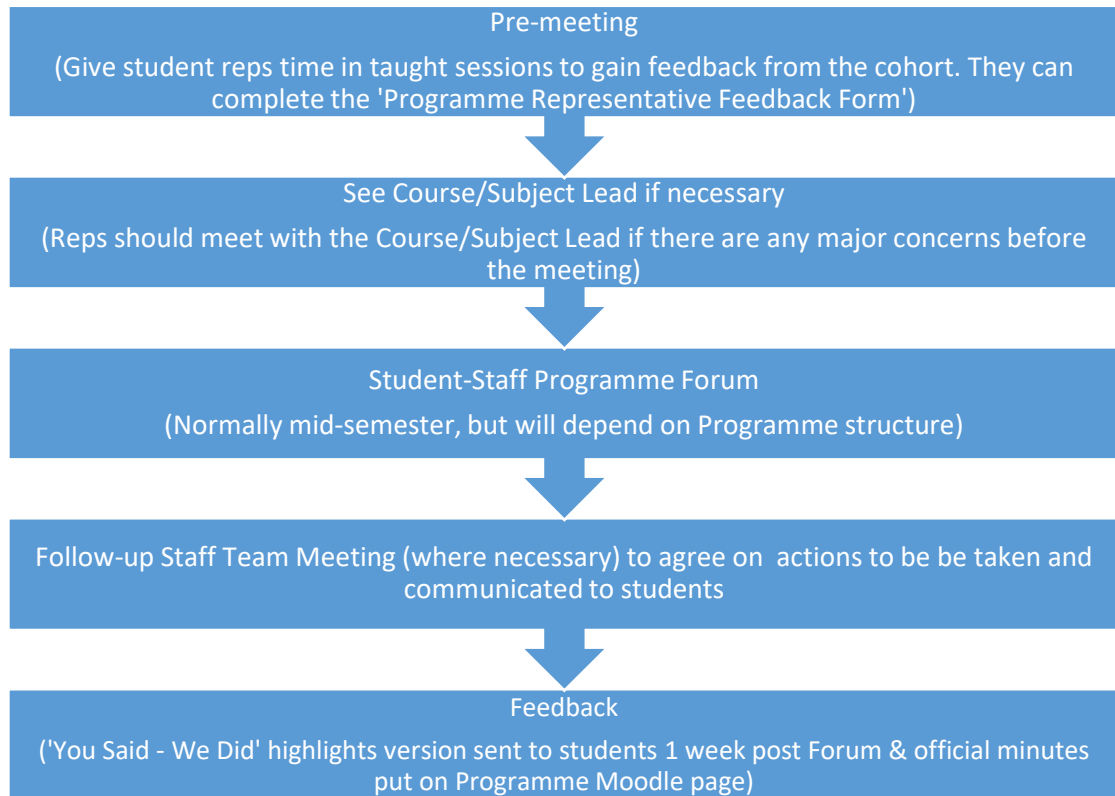 Pre-meeting
(Give student reps time in taught sessions to gain feedback from the cohort. They can
complete the 'Programme Representative Feedback Form')
See Course/Subject Lead if necessary
(Reps should meet with the Course/Subject Lead if there are any major concerns before
the meeting)
Student-Staff Programme Forum
(Normally mid-semester, but will depend on Programme structure)
Follow-up Staff Team Meeting (where necessary) to agree on  actions to be be taken and
communicated to students
Feedback
('You Said - We Did' highlights version sent to students 1 week post Forum & official minutes
put on Programme Moodle page)